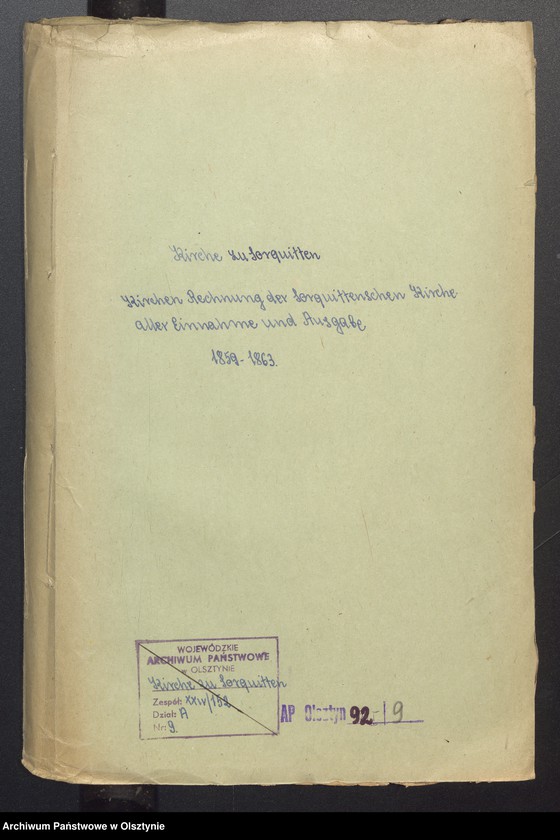 Kirche zu Sorquitten
Kirchen Rechnung der Sorquittenschen Kirche
aller Einnahme und Ausgabe
1859-1863.
WOJEWÓDZKIE
ARCHIWUM PAŃSTWOWE
w OLSZTYNIE
Kirche zu Sorquitten
Zespół: XXIV/152
Dział: A
Nr: 9.
AP Olsztyn 92-/9
Archiwum Państwowe w Olsztynie